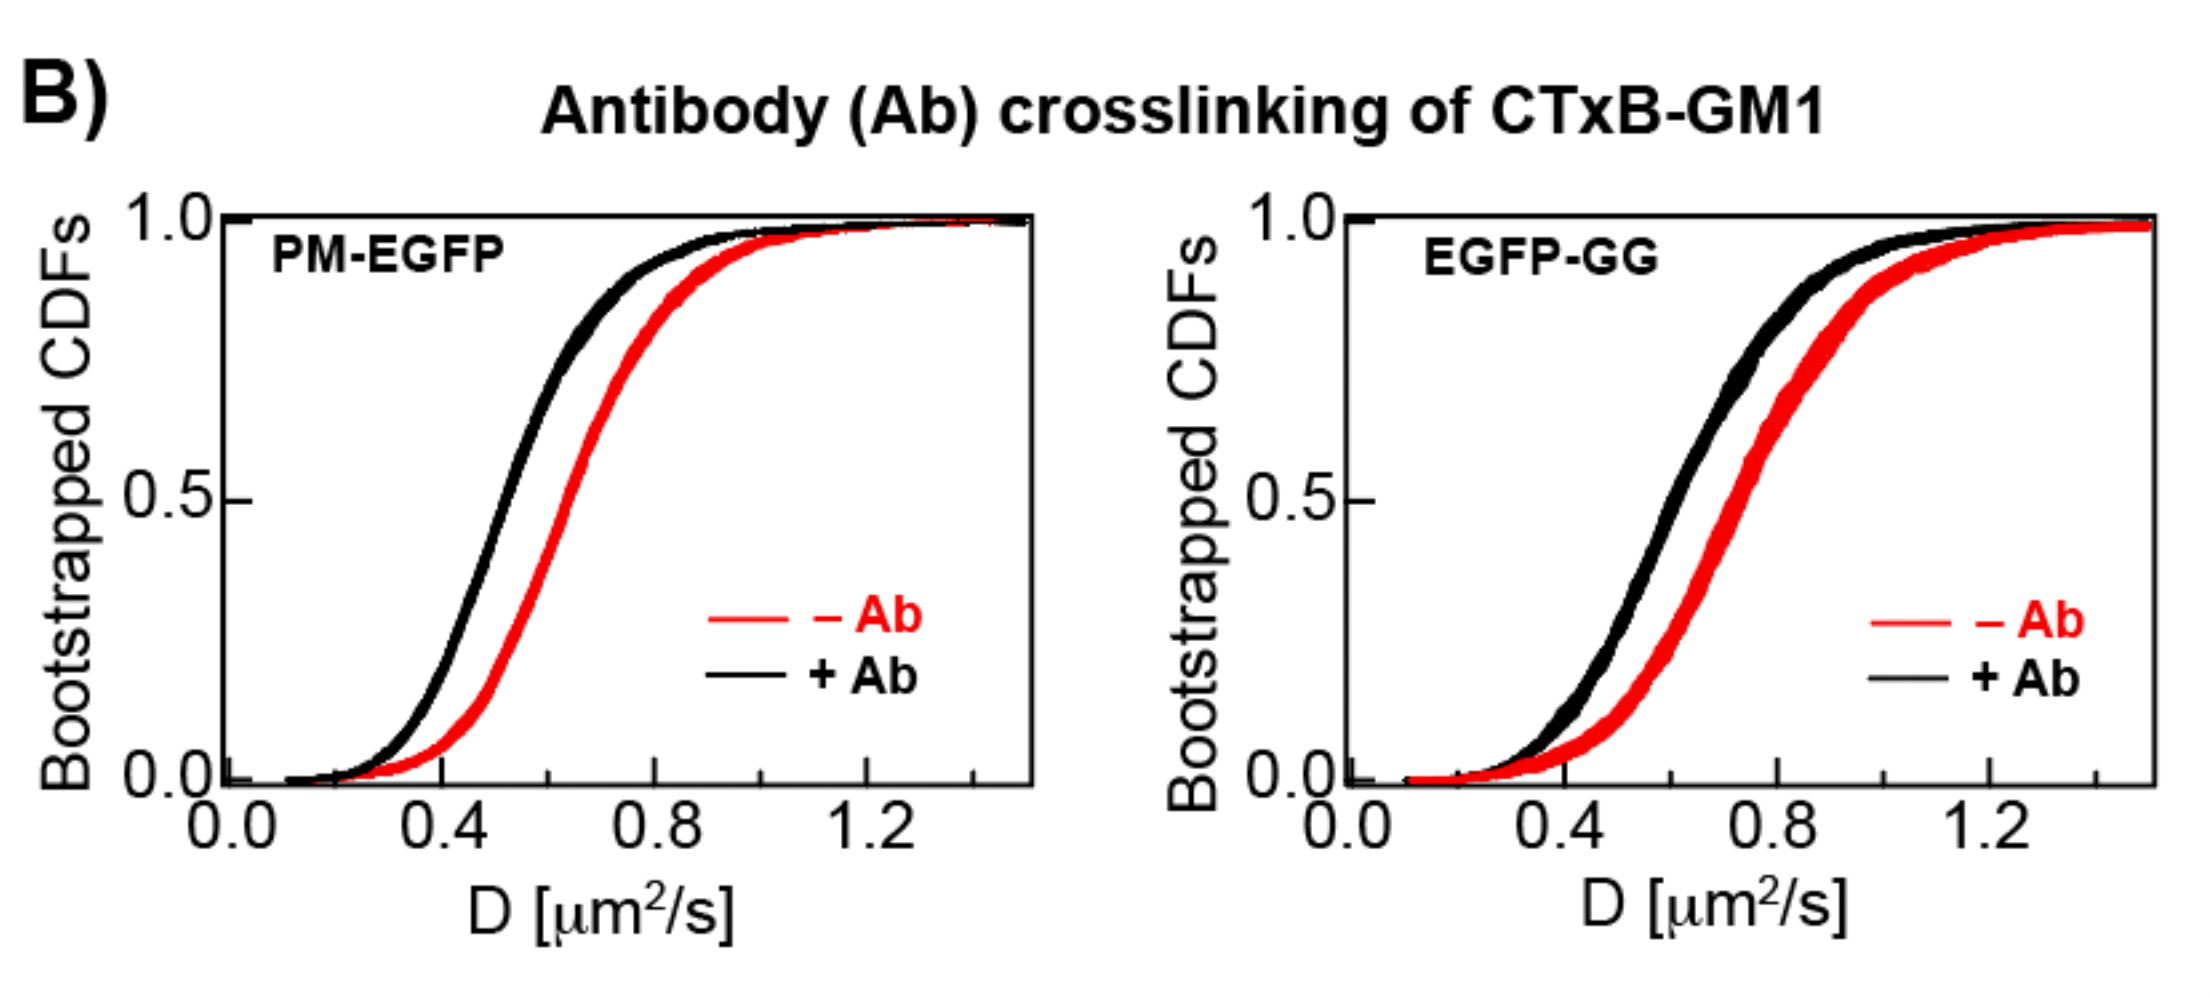 B)
Antibody (Ab) crosslinking of CTxB-GM1
Bootstrapped CDFs
1.0
0.5
0.0
PM-EGFP
– Ab
+ Ab
0.0 0.4 0.8 1.2
D [μm²/s]
Bootstrapped CDFs
1.0
0.5
0.0
EGFP-GG
– Ab
+ Ab
0.0 0.4 0.8 1.2
D [μm²/s]